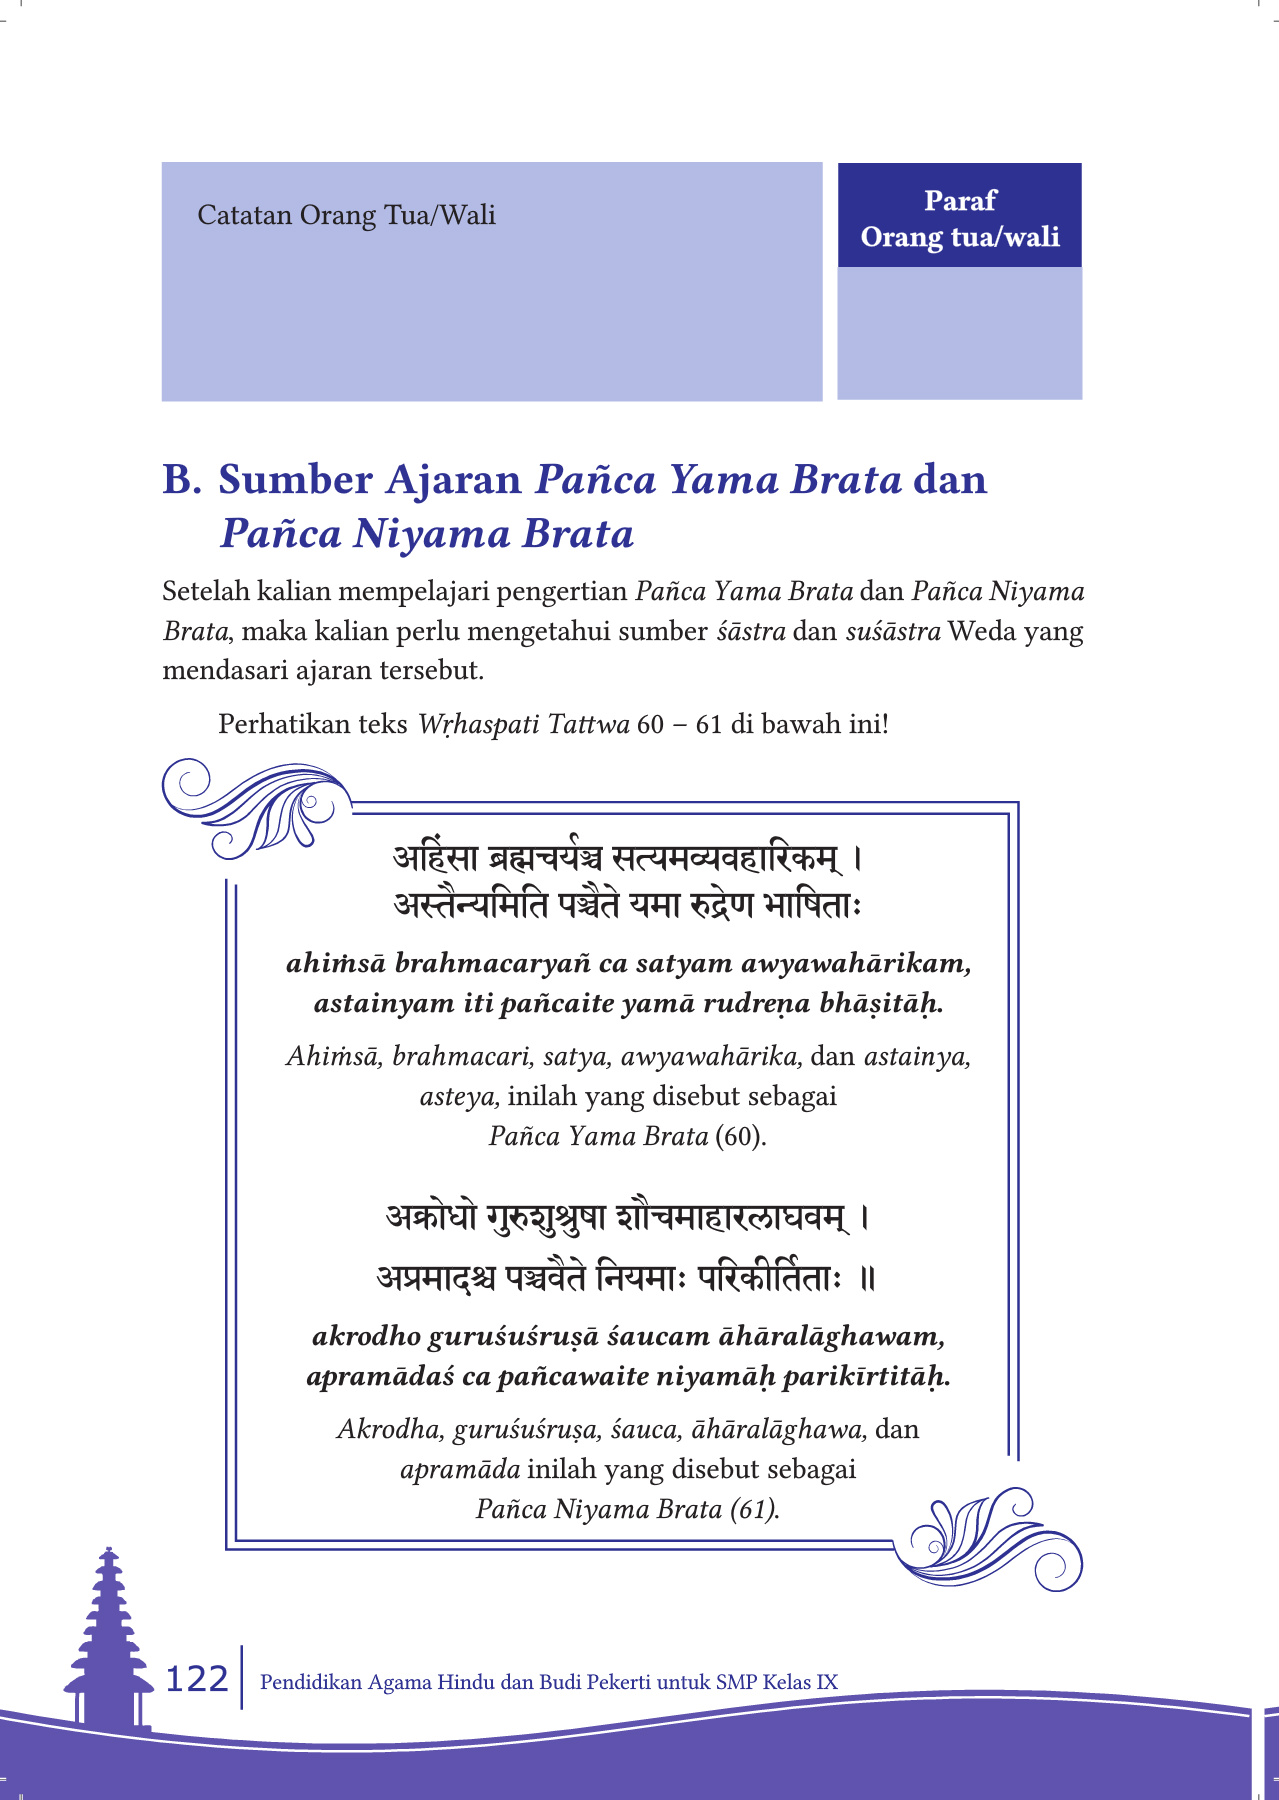 Catatan Orang Tua/Wali
Paraf
Orang tua/wali
B. Sumber Ajaran Pañca Yama Brata dan
Pañca Niyama Brata
Setelah kalian mempelajari pengertian Pañca Yama Brata dan Pañca Niyama
Brata, maka kalian perlu mengetahui sumber śāstra dan suśāstra Weda yang
mendasari ajaran tersebut.
Perhatikan teks Wṛhaspati Tattwa 60 – 61 di bawah ini!
अहिंसा ब्रह्मचर्यञ्च सत्यमव्यवहारिकम् ।
अस्तैन्यमिति पञ्चैते यमा रुद्रेण भाषिताः
ahiṁsā brahmacaryañ ca satyam awyawahārikam,
astainyam iti pañcaite yamā rudreṇa bhāṣitāḥ.
Ahiṁsā, brahmacari, satya, awyawahārika, dan astainya,
asteya, inilah yang disebut sebagai
Pañca Yama Brata (60).
अक्रोधो गुरुशुश्रुषा शौचमाहारलाघवम् ।
अप्रमादश्च पञ्चवैते नियमाः परिकीर्तिताः ॥
akrodho guruśuśruṣā śaucam āhāralāghawam,
apramādaś ca pañcawaite niyamāḥ parikīrtitāḥ.
Akrodha, guruśuśruṣa, śauca, āhāralāghawa, dan
apramāda inilah yang disebut sebagai
Pañca Niyama Brata (61).
122
Pendidikan Agama Hindu dan Budi Pekerti untuk SMP Kelas IX